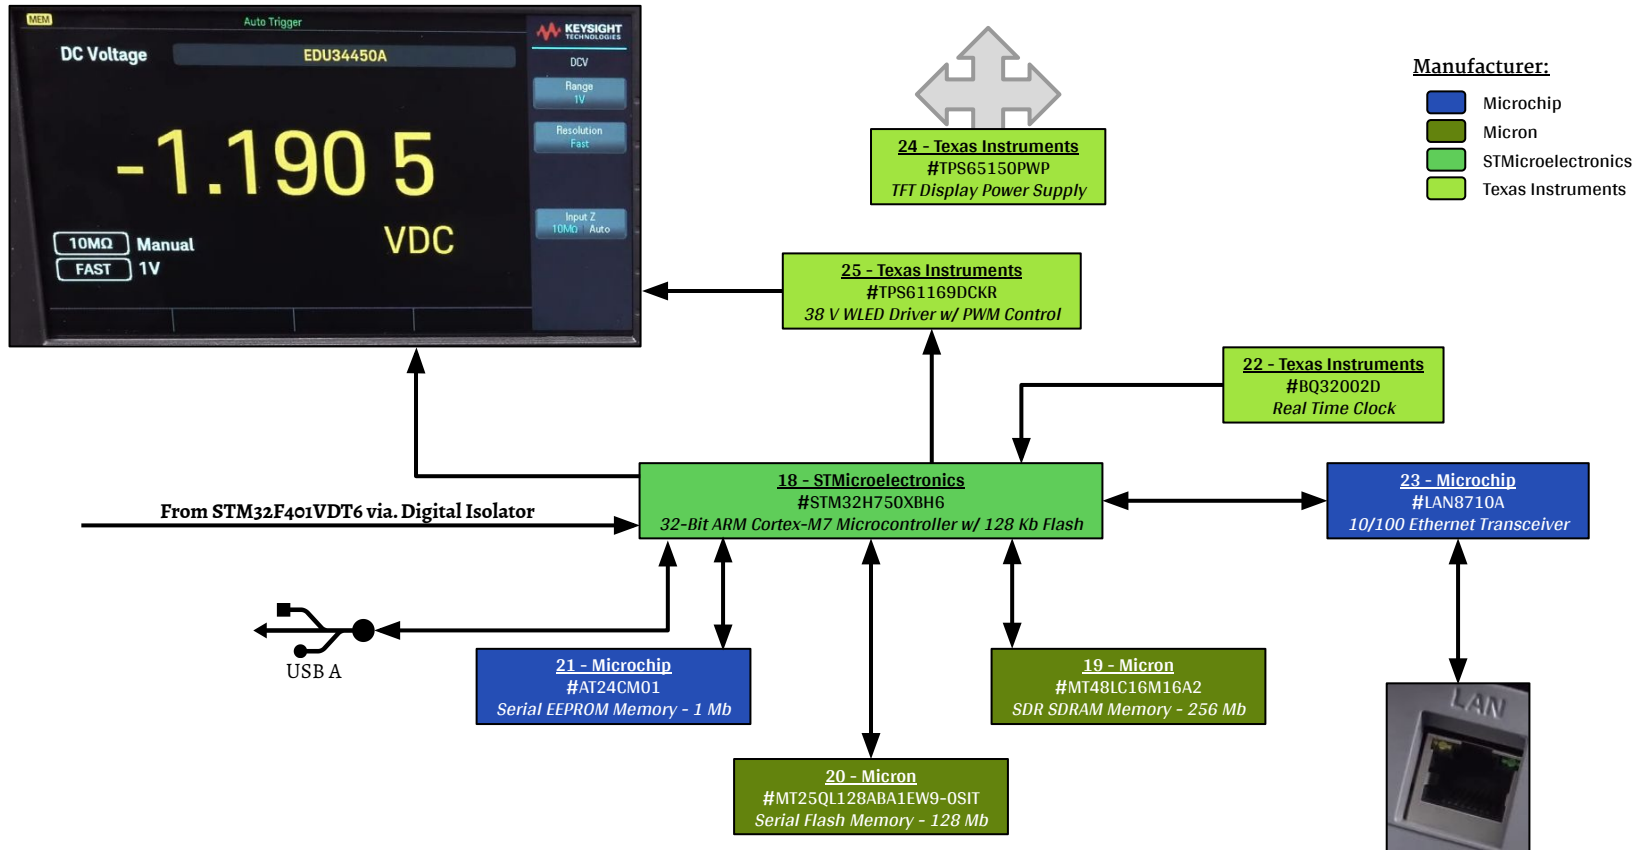 MEM
Auto Trigger
KEYSIGHT
TECHNOLOGIES
DC Voltage
EDU34450A
DCV
Range
1V
Resolution
Fast
-1.190 5
VDC
Input Z
10MΩ Auto
10MΩ Manual
FAST 1V
Manufacturer:
Microchip
Micron
STMicroelectronics
Texas Instruments
24 - Texas Instruments
#TPS65150PWP
TFT Display Power Supply
25 - Texas Instruments
#TPS61169DCKR
38 V WLED Driver w/ PWM Control
22 - Texas Instruments
#BQ32002D
Real Time Clock
18 - STMicroelectronics
#STM32H750XBH6
32-Bit ARM Cortex-M7 Microcontroller w/ 128 Kb Flash
23 - Microchip
#LAN8710A
10/100 Ethernet Transceiver
From STM32F401VDT6 via. Digital Isolator
USB A
21 - Microchip
#AT24CM01
Serial EEPROM Memory - 1 Mb
19 - Micron
#MT48LC16M16A2
SDR SDRAM Memory - 256 Mb
20 - Micron
#MT25QL128ABA1EW9-0SIT
Serial Flash Memory - 128 Mb
LAN